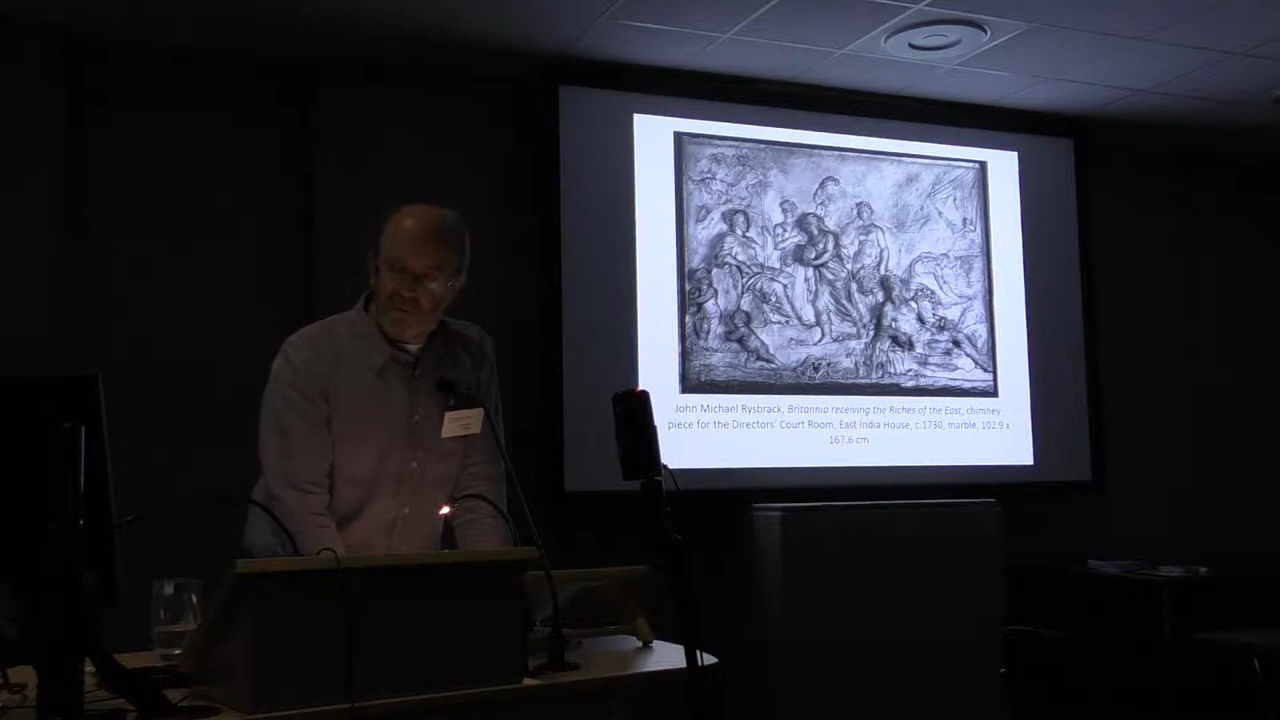 John Michael Rysbrack, Britannia receiving the Riches of the East, chimney-
piece for the Directors' Court Room, East India House, c.1730, marble, 102.9 x
167.6 cm